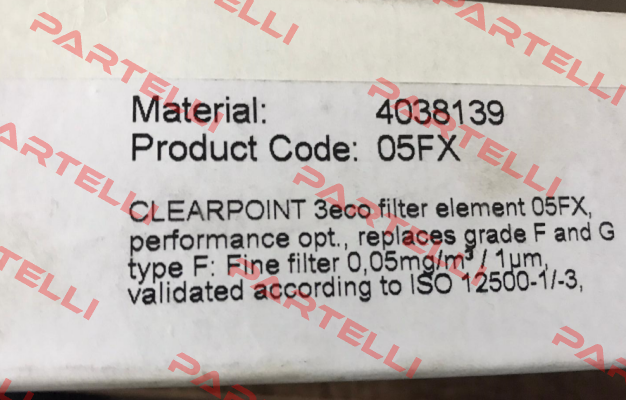 PARTELLI
Material: 4038139
Product Code: 05FX
CLEARPOINT 3eco filter element 05FX,
performance opt., replaces grade F and G
type F: Fine filter 0,05mg/m³ / 1µm,
validated according to ISO 12500-1/-3,